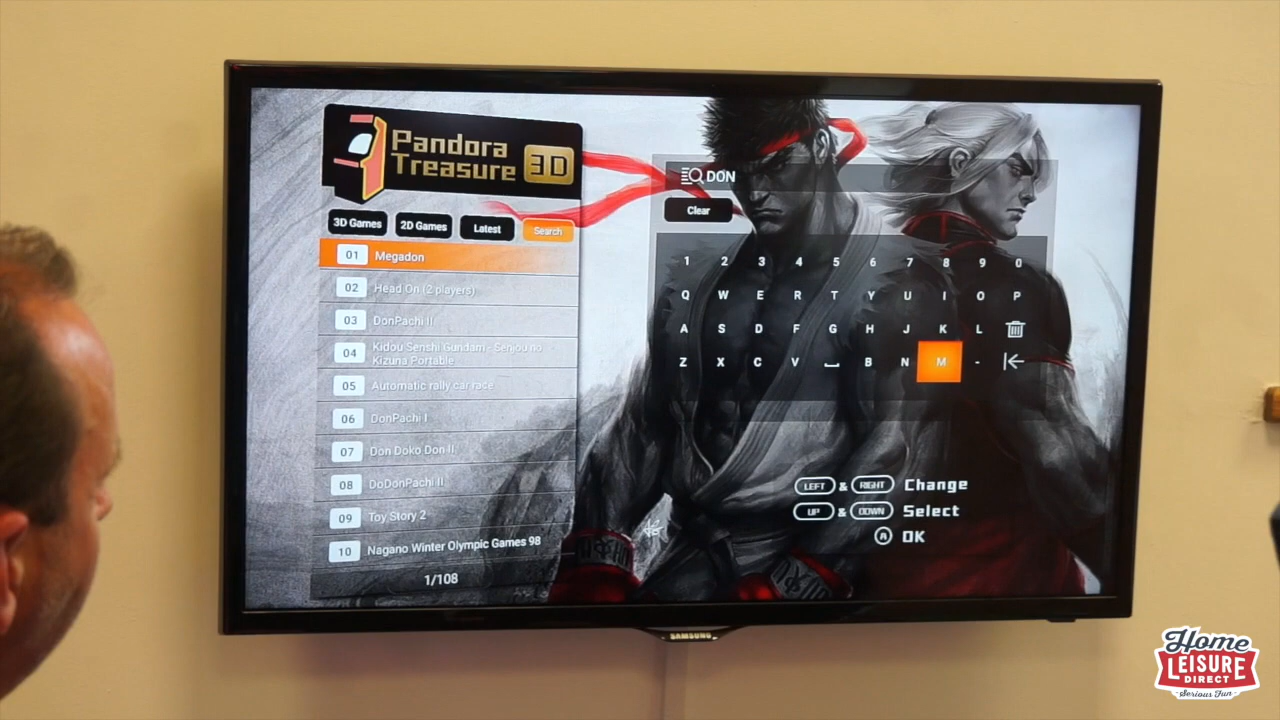 Pandora
Treasure 3D
3D Games
2D Games
Latest
Search
01 Megadon
02 Head On (2 players)
03 DonPachi II
04 Kidou Senshi Gundam - Senjou no
Kizuna Portable
05 Automatic rally car race
06 DonPachi I
07 Don Doko Don II
08 DoDonPachi II
09 Toy Story 2
10 Nagano Winter Olympic Games 98
1/108
DON
Clear
1 2 3 4 5 6 7 8 9 0
Q W E R T Y U I O P
A S D F G H J K L
Z X C V B N M -
LEFT & RIGHT Change
UP & DOWN Select
A OK
SAMSUNG
Home
LEISURE
DIRECT
- Serious Fun -